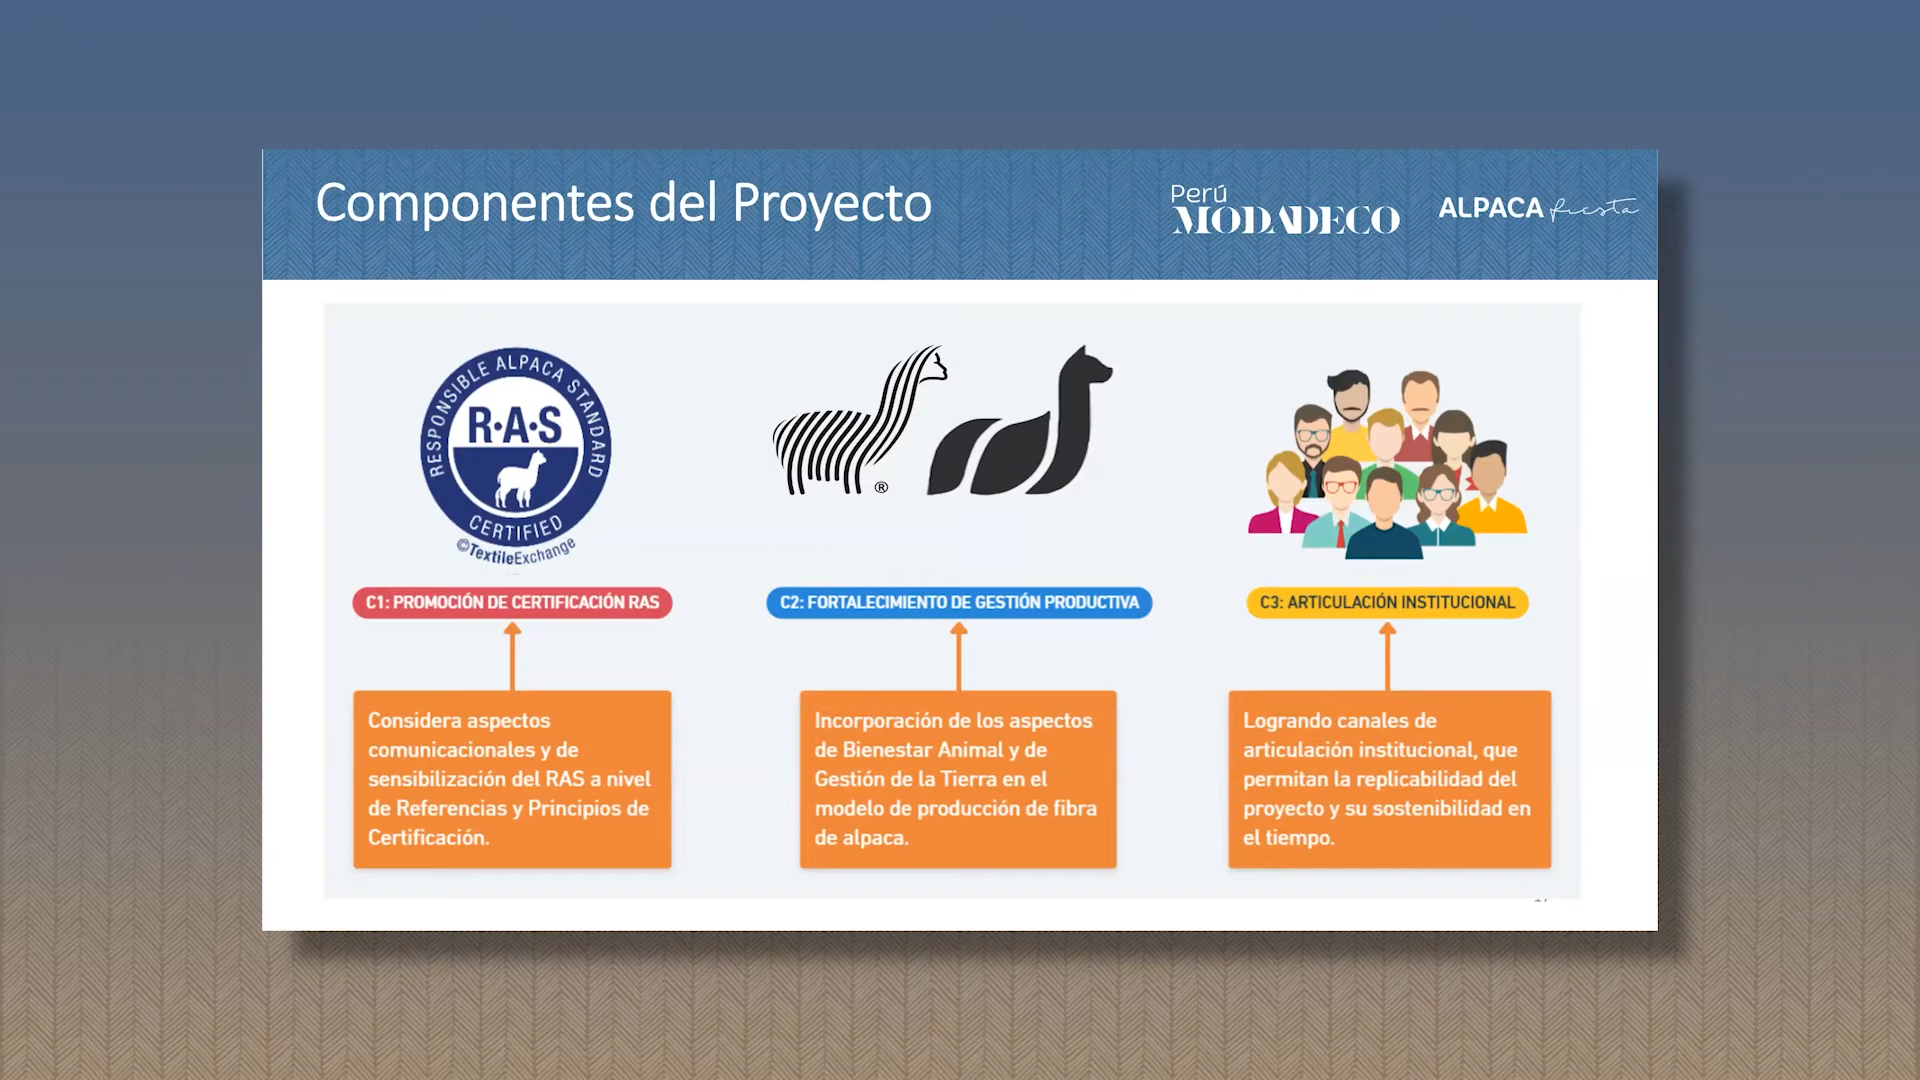 Componentes del Proyecto
Perú
MODADECO
ALPACA fiesta
RESPONSIBLE ALPACA STANDARD
R·A·S
CERTIFIED
©TextileExchange
®
C1: PROMOCIÓN DE CERTIFICACIÓN RAS
Considera aspectos
comunicacionales y de
sensibilización del RAS a nivel
de Referencias y Principios de
Certificación.
C2: FORTALECIMIENTO DE GESTIÓN PRODUCTIVA
Incorporación de los aspectos
de Bienestar Animal y de
Gestión de la Tierra en el
modelo de producción de fibra
de alpaca.
C3: ARTICULACIÓN INSTITUCIONAL
Logrando canales de
articulación institucional, que
permitan la replicabilidad del
proyecto y su sostenibilidad en
el tiempo.